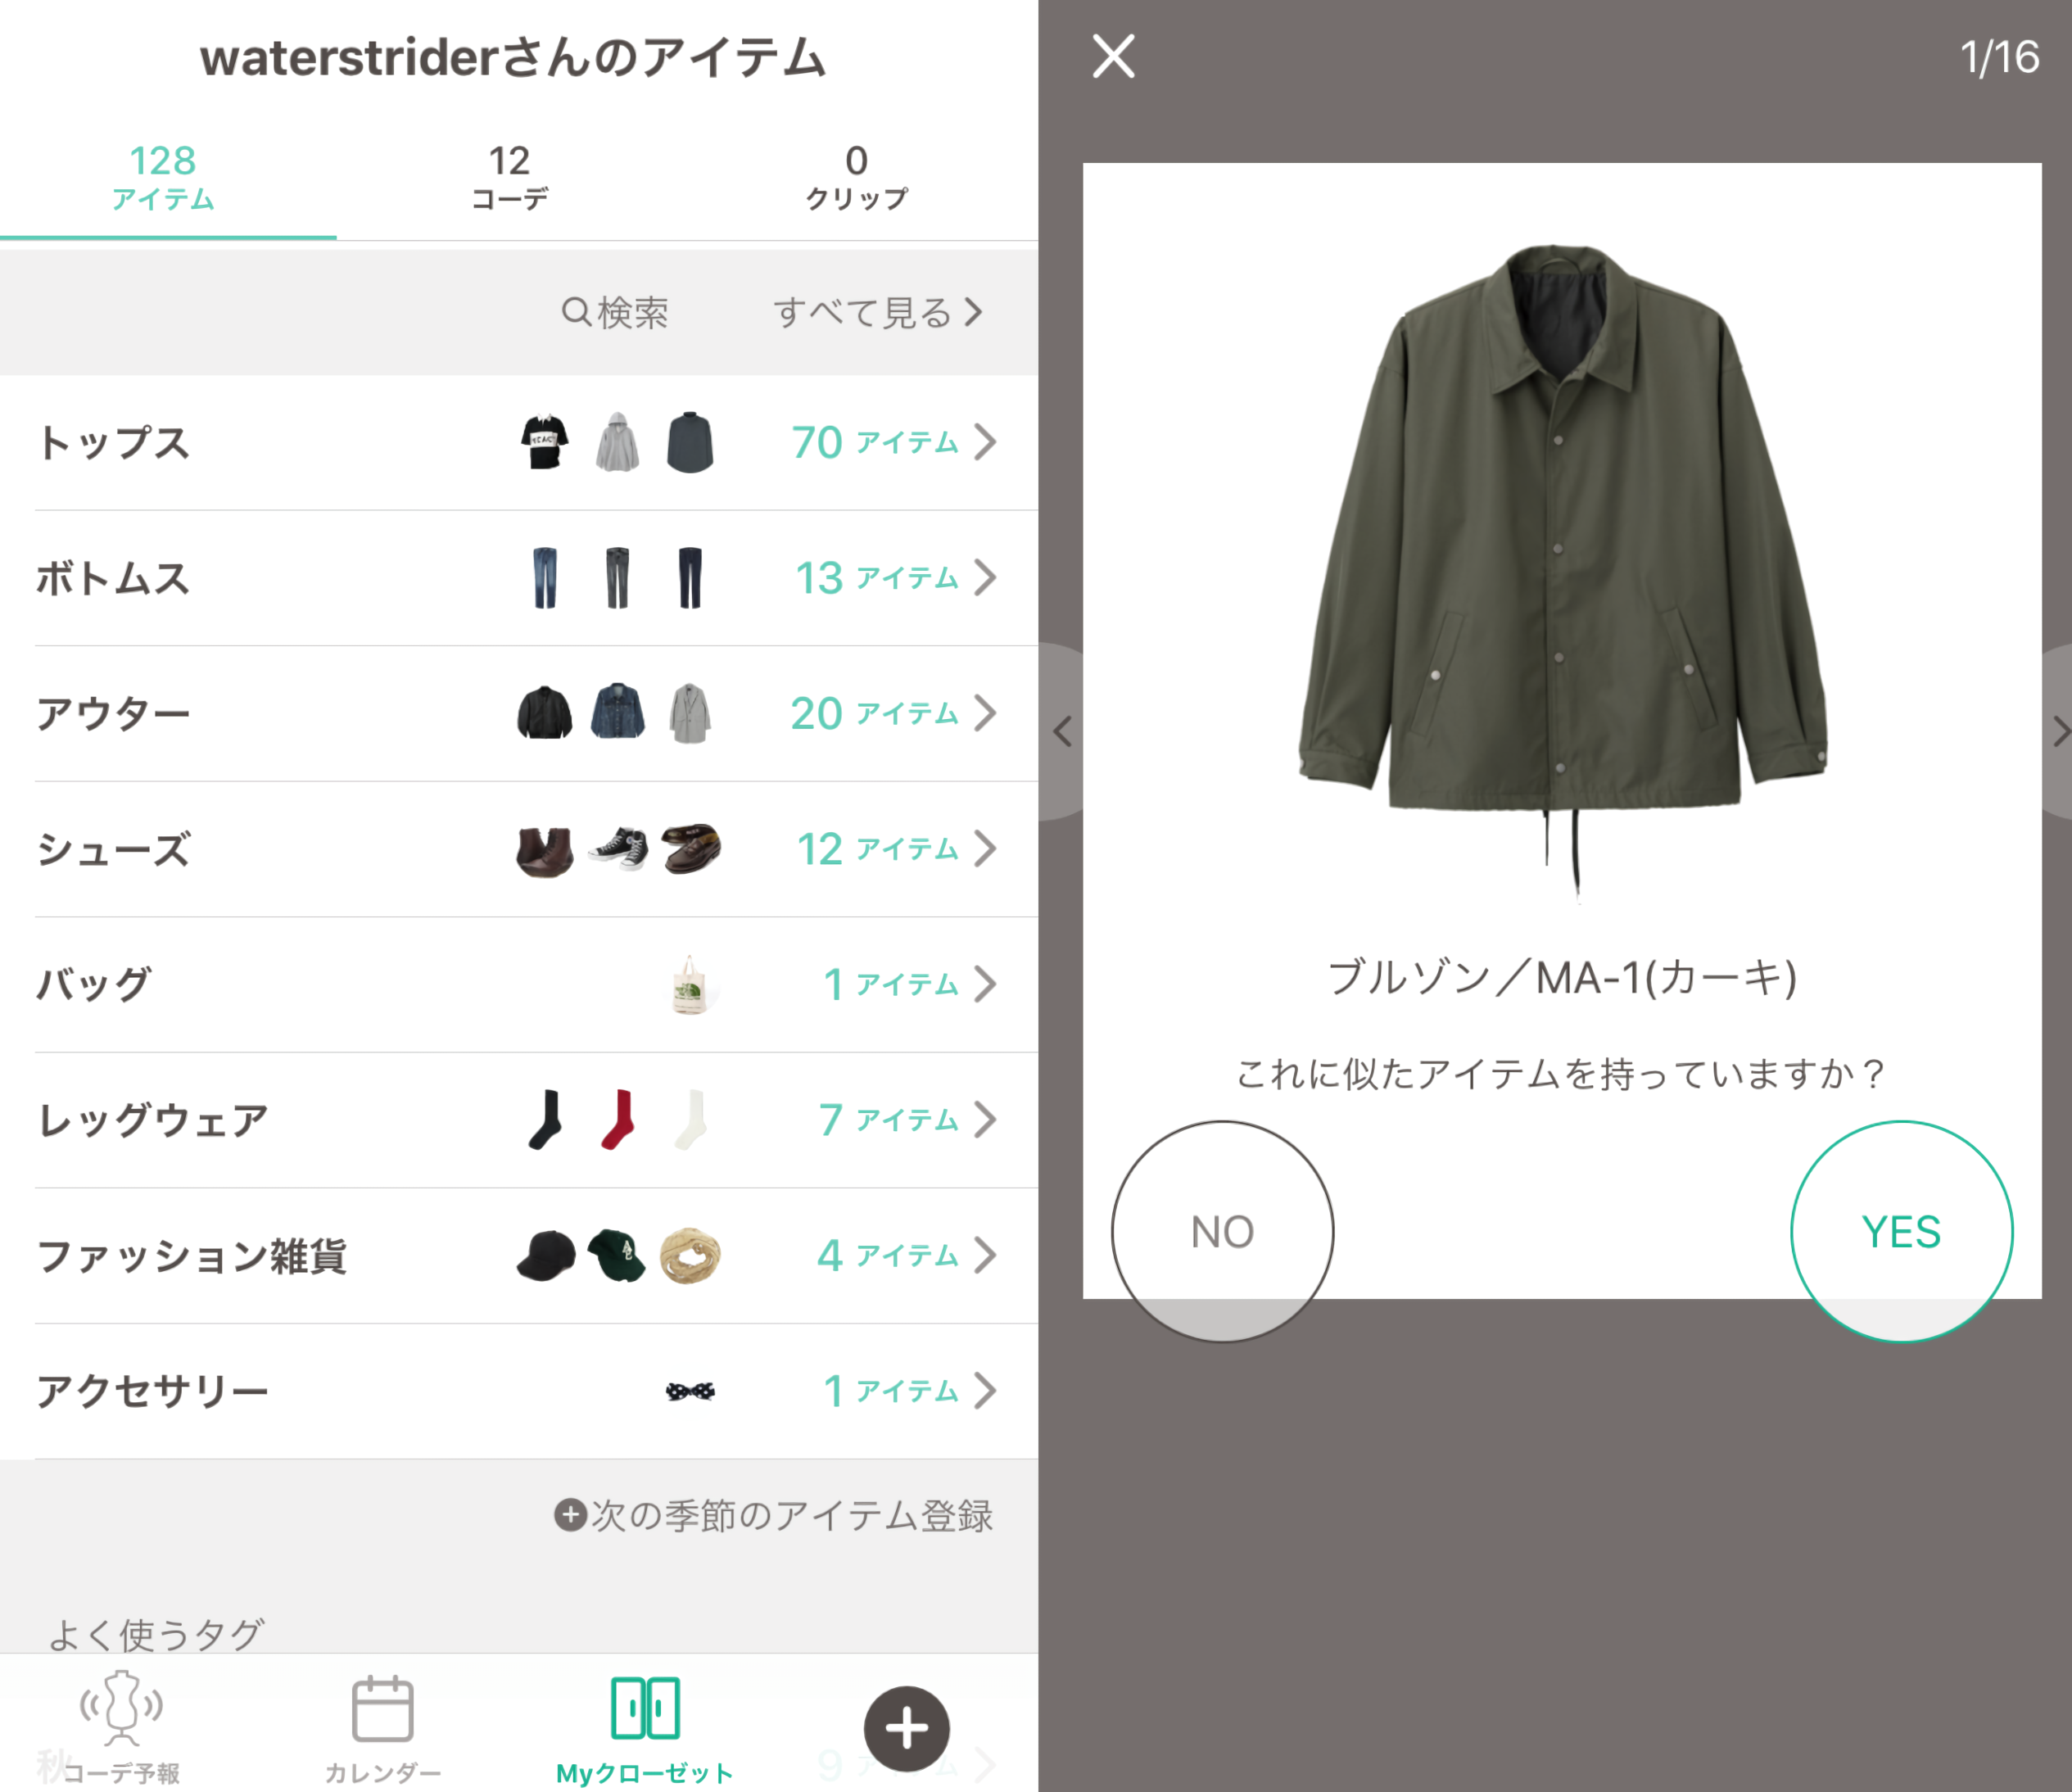 waterstriderさんのアイテム
128
アイテム
12
コーデ
0
クリップ
検索
すべて見る
トップス
70 アイテム
ボトムス
13 アイテム
アウター
20 アイテム
シューズ
12 アイテム
バッグ
1 アイテム
レッグウェア
7 アイテム
ファッション雑貨
4 アイテム
アクセサリー
1 アイテム
次の季節のアイテム登録
よく使うタグ
秋
9
コーデ予報
カレンダー
Myクローゼット
1/16
ブルゾン／MA-1(カーキ)
これに似たアイテムを持っていますか？
NO
YES